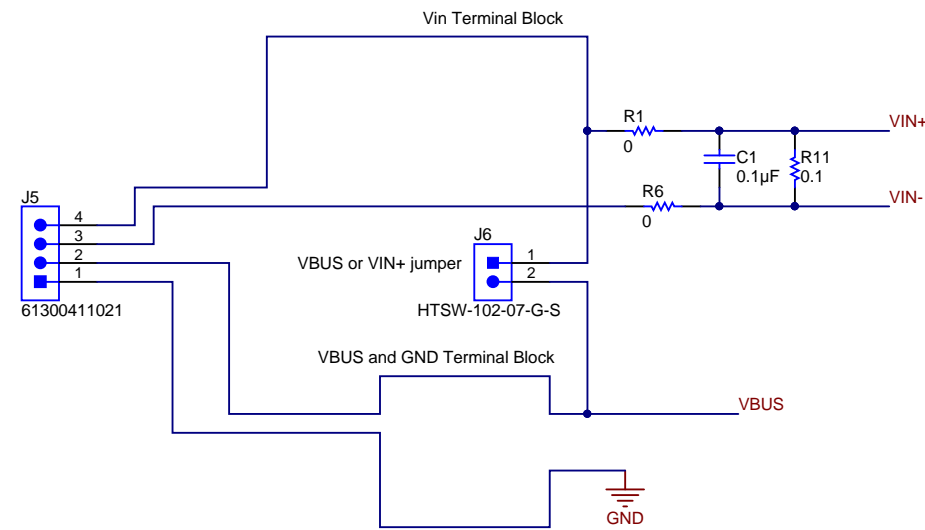 Vin Terminal Block
R1
0
VIN+
C1
0.1µF
R11
0.1
R6
0
VIN-
J5
4
3
2
1
61300411021
J6
1
2
VBUS or VIN+ jumper
HTSW-102-07-G-S
VBUS and GND Terminal Block
VBUS
GND